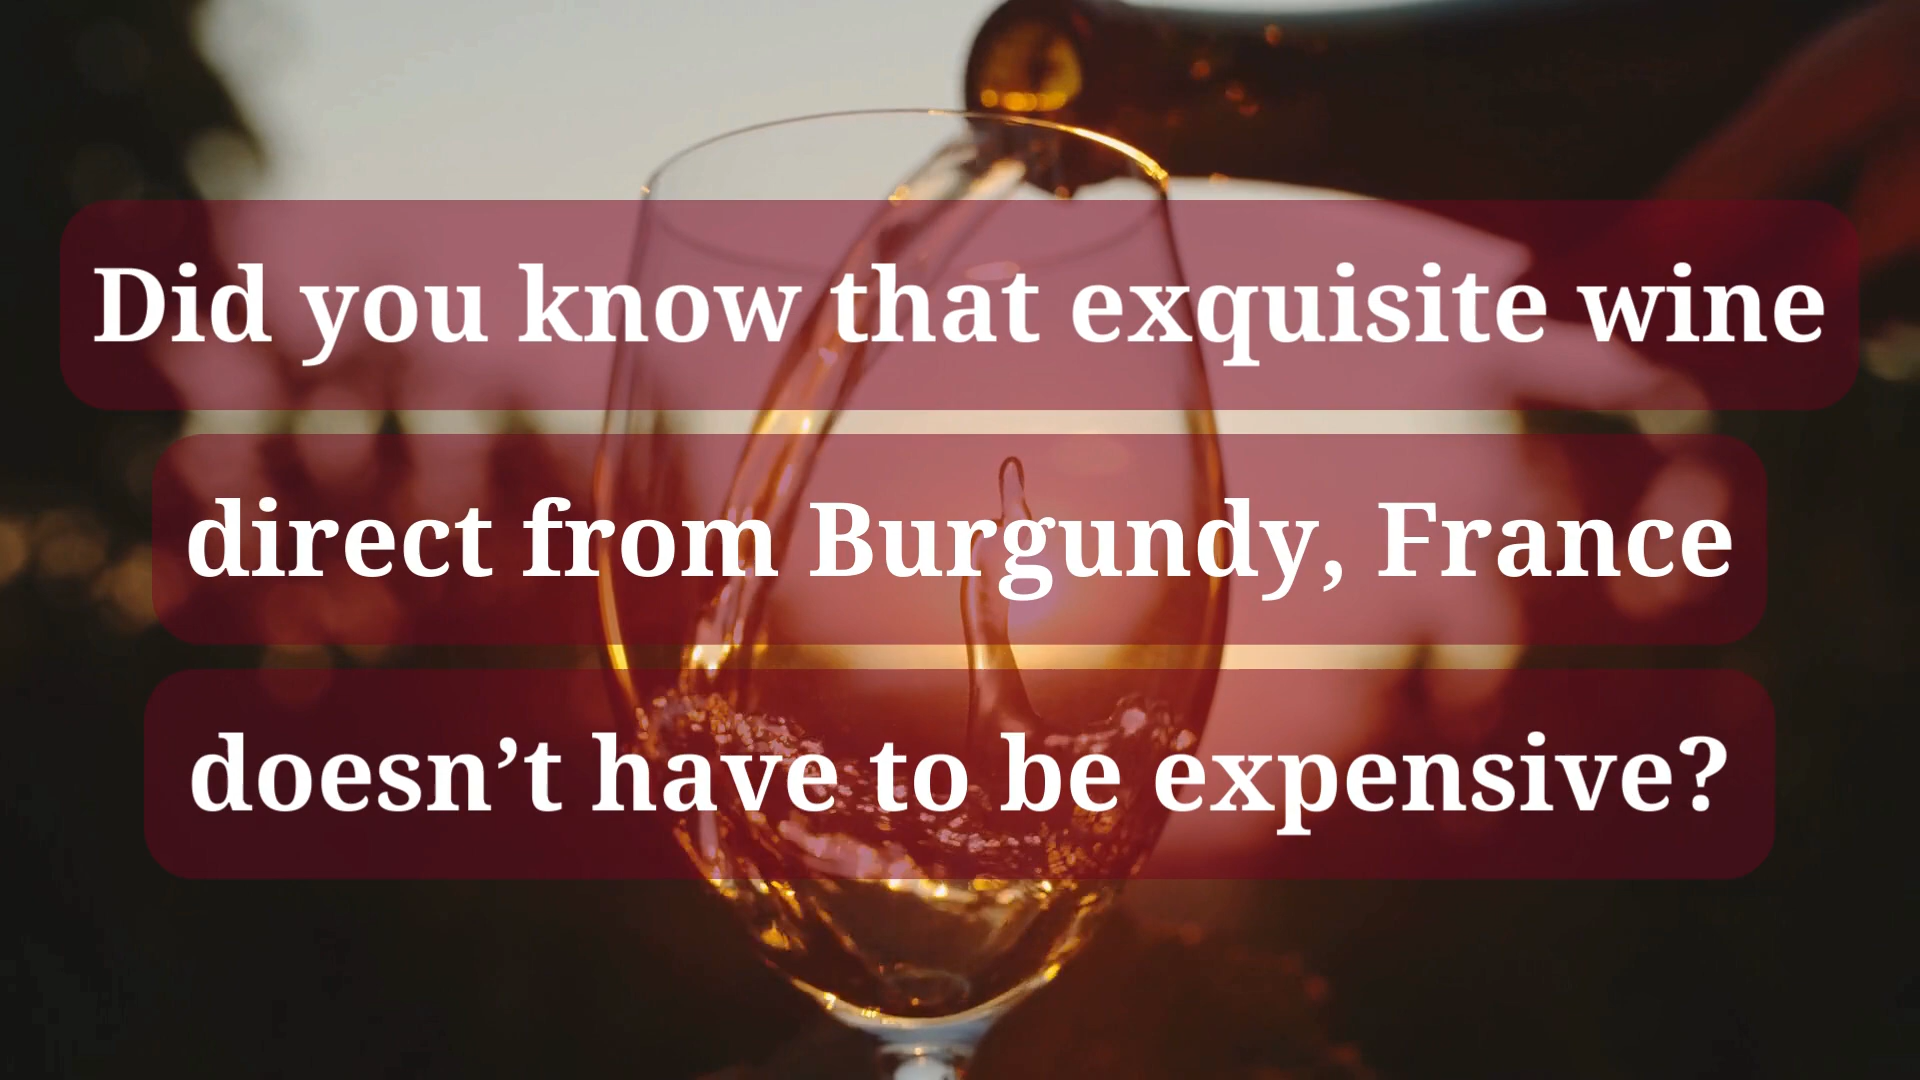 Did you know that exquisite wine
direct from Burgundy, France
doesn’t have to be expensive?